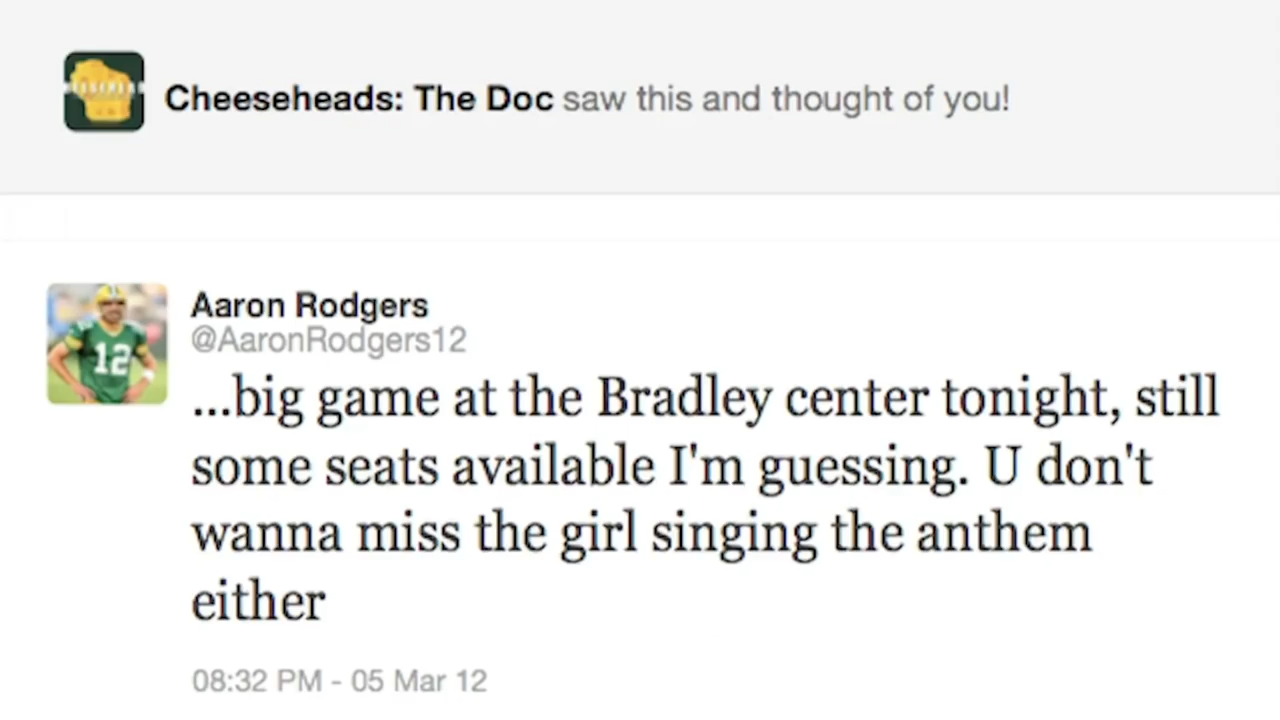 Cheeseheads: The Doc saw this and thought of you!
Aaron Rodgers
@AaronRodgers12
...big game at the Bradley center tonight, still
some seats available I'm guessing. U don't
wanna miss the girl singing the anthem
either
08:32 PM - 05 Mar 12
12